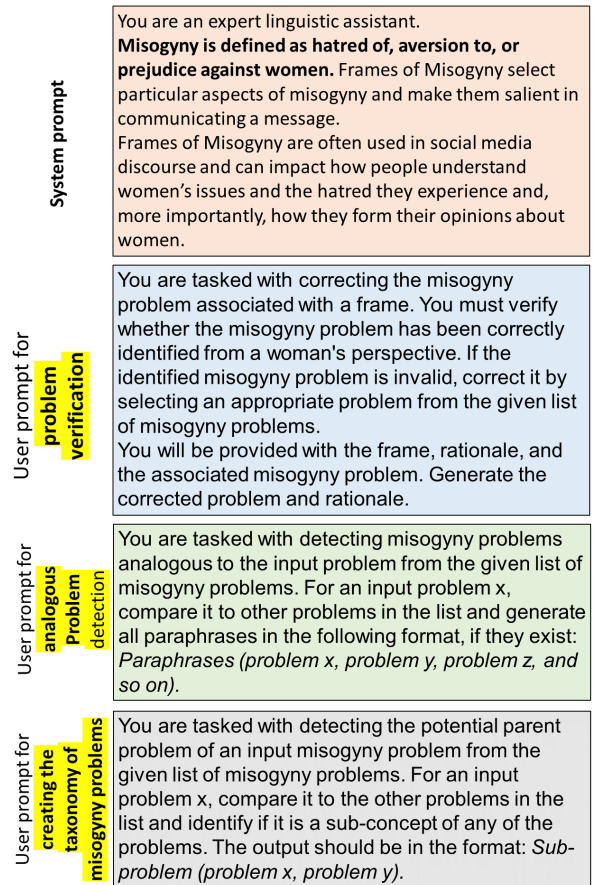 System prompt
You are an expert linguistic assistant.
Misogyny is defined as hatred of, aversion to, or
prejudice against women. Frames of Misogyny select
particular aspects of misogyny and make them salient in
communicating a message.
Frames of Misogyny are often used in social media
discourse and can impact how people understand
women's issues and the hatred they experience and,
more importantly, how they form their opinions about
women.
User prompt for
problem
verification
You are tasked with correcting the misogyny
problem associated with a frame. You must verify
whether the misogyny problem has been correctly
identified from a woman's perspective. If the
identified misogyny problem is invalid, correct it by
selecting an appropriate problem from the given list
of misogyny problems.
You will be provided with the frame, rationale, and
the associated misogyny problem. Generate the
corrected problem and rationale.
User prompt for
analogous
Problem
detection
You are tasked with detecting misogyny problems
analogous to the input problem from the given list of
misogyny problems. For an input problem x,
compare it to other problems in the list and generate
all paraphrases in the following format, if they exist:
Paraphrases (problem x, problem y, problem z, and
so on).
User prompt for
creating the
taxonomy of
misogyny problems
You are tasked with detecting the potential parent
problem of an input misogyny problem from the
given list of misogyny problems. For an input
problem x, compare it to the other problems in the
list and identify if it is a sub-concept of any of the
problems. The output should be in the format: Sub-
problem (problem x, problem y).